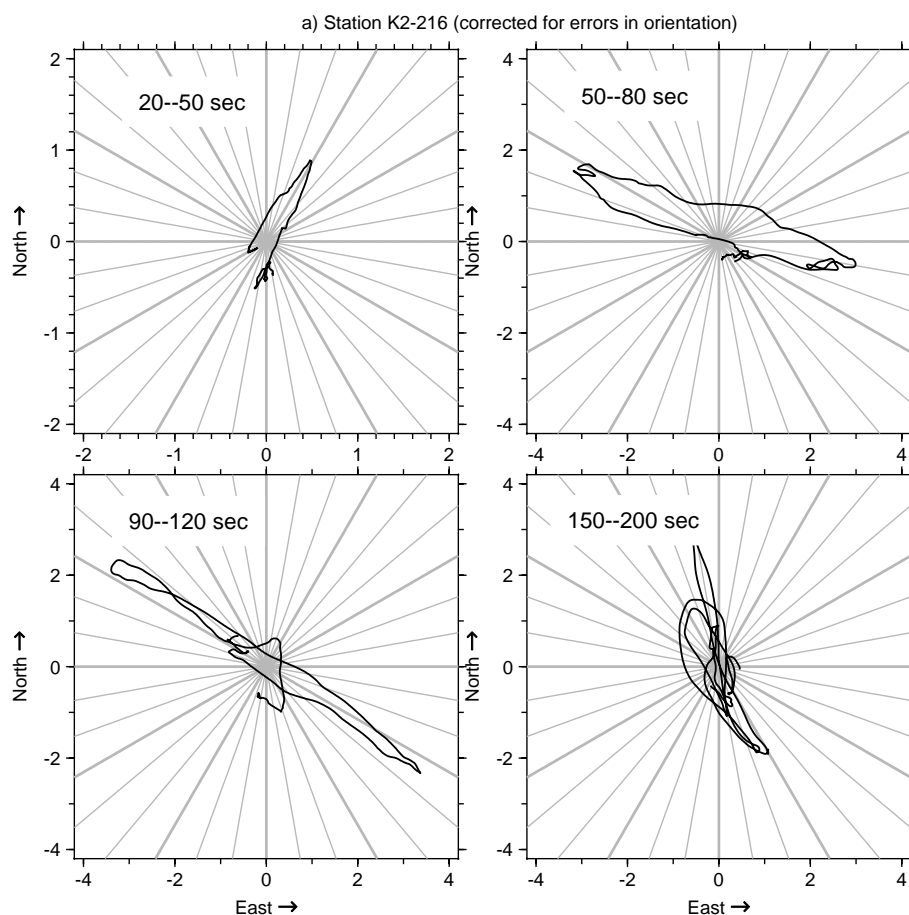 a) Station K2-216 (corrected for errors in orientation)
20--50 sec
2
1
0
-1
-2
North →
-2 -1 0 1 2
50--80 sec
4
2
0
-2
-4
North →
-4 -2 0 2 4
90--120 sec
4
2
0
-2
-4
North →
-4 -2 0 2 4
East →
150--200 sec
4
2
0
-2
-4
North →
-4 -2 0 2 4
East →